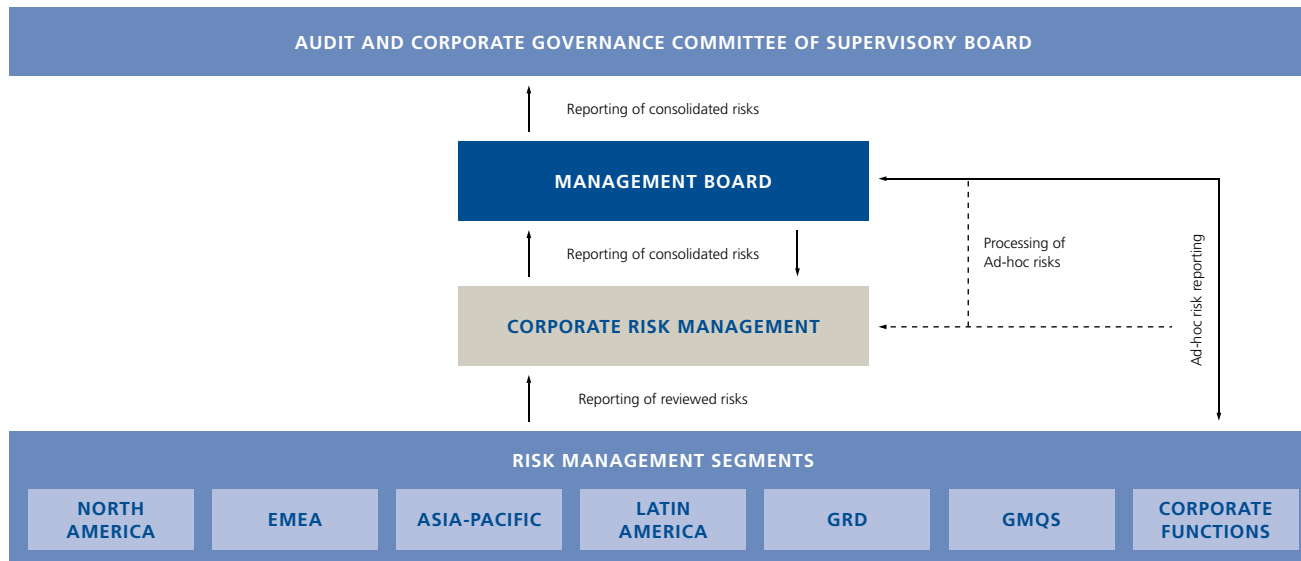 AUDIT AND CORPORATE GOVERNANCE COMMITTEE OF SUPERVISORY BOARD
Reporting of consolidated risks
MANAGEMENT BOARD
Reporting of consolidated risks
Processing of
Ad-hoc risks
Ad-hoc risk reporting
CORPORATE RISK MANAGEMENT
Reporting of reviewed risks
RISK MANAGEMENT SEGMENTS
NORTH
AMERICA
EMEA
ASIA-PACIFIC
LATIN
AMERICA
GRD
GMQS
CORPORATE
FUNCTIONS